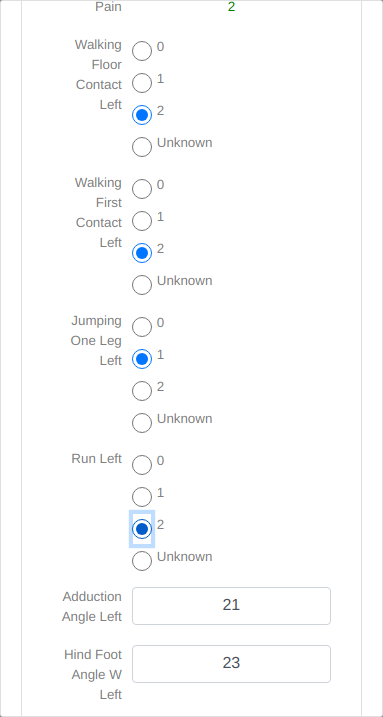 Pain 2
Walking Floor Contact Left
0
1
2
Unknown
Walking First Contact Left
0
1
2
Unknown
Jumping One Leg Left
0
1
2
Unknown
Run Left
0
1
2
Unknown
Adduction Angle Left
21
Hind Foot Angle W Left
23